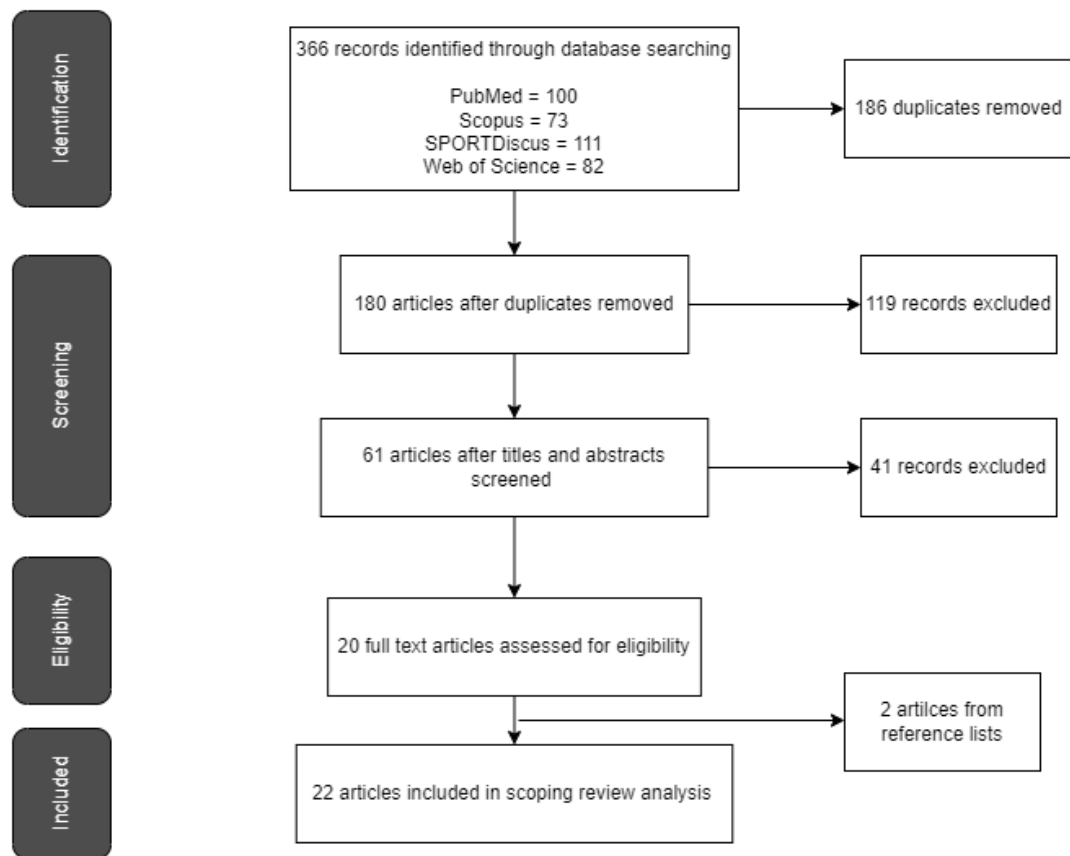 Identification
366 records identified through database searching
PubMed = 100
Scopus = 73
SPORTDiscus = 111
Web of Science = 82
186 duplicates removed
Screening
180 articles after duplicates removed
119 records excluded
61 articles after titles and abstracts
screened
41 records excluded
Eligibility
20 full text articles assessed for eligibility
2 artilces from
reference lists
Included
22 articles included in scoping review analysis